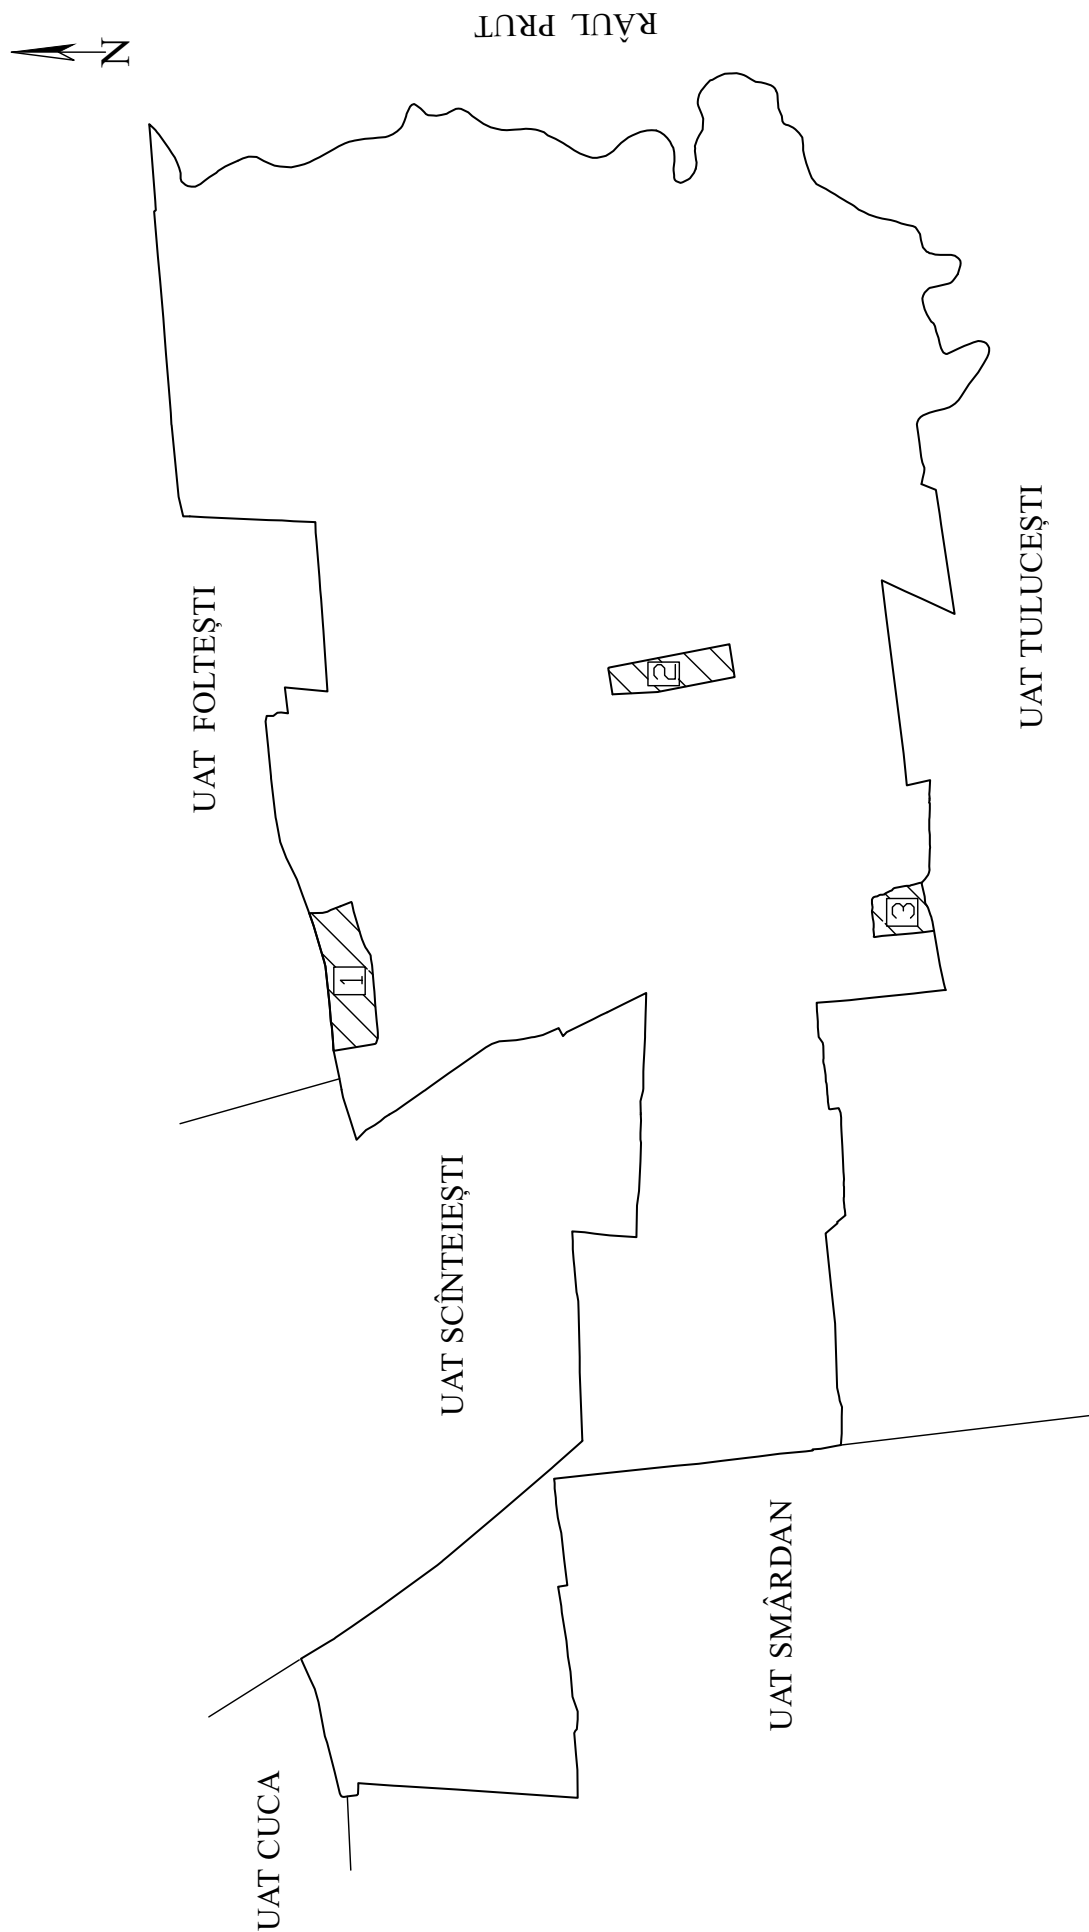 N
RÂUL PRUT
UAT FOLTEȘTI
UAT TULUCEȘTI
2
3
1
UAT SCÎNTEIEȘTI
UAT SMÂRDAN
UAT CUCA